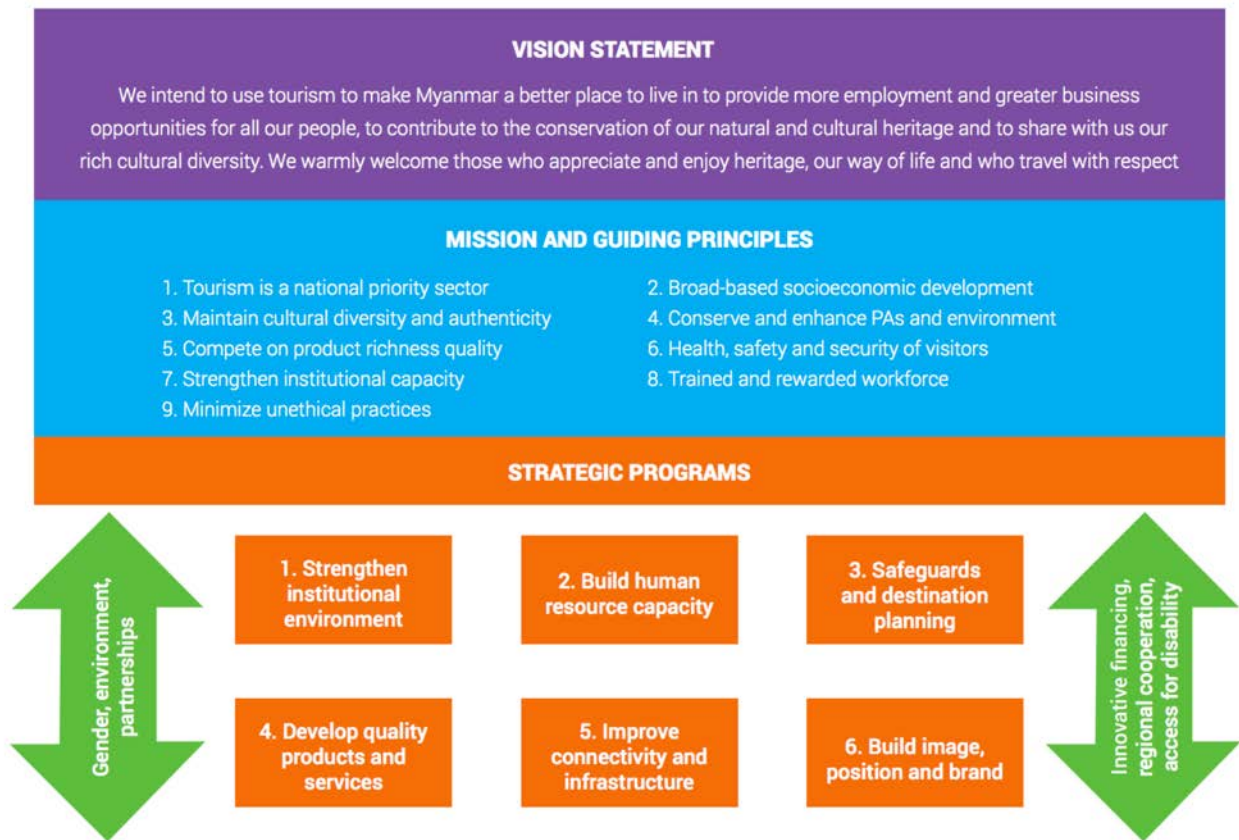 VISION STATEMENT
We intend to use tourism to make Myanmar a better place to live in to provide more employment and greater business
opportunities for all our people, to contribute to the conservation of our natural and cultural heritage and to share with us our
rich cultural diversity. We warmly welcome those who appreciate and enjoy heritage, our way of life and who travel with respect
MISSION AND GUIDING PRINCIPLES
1. Tourism is a national priority sector
2. Broad-based socioeconomic development
3. Maintain cultural diversity and authenticity
4. Conserve and enhance PAs and environment
5. Compete on product richness quality
6. Health, safety and security of visitors
7. Strengthen institutional capacity
8. Trained and rewarded workforce
9. Minimize unethical practices
STRATEGIC PROGRAMS
Gender, environment,
partnerships
1. Strengthen
institutional
environment
2. Build human
resource capacity
3. Safeguards
and destination
planning
4. Develop quality
products and
services
5. Improve
connectivity and
infrastructure
6. Build image,
position and brand
Innovative financing,
regional cooperation,
access for disability